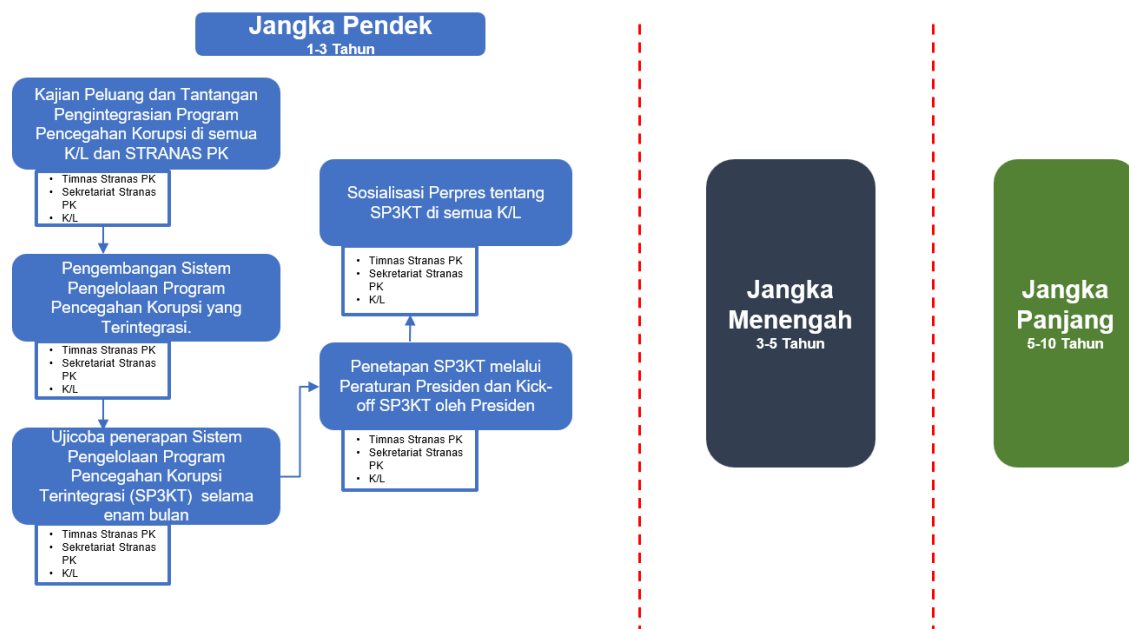 Jangka Pendek
1-3 Tahun
Kajian Peluang dan Tantangan
Pengintegrasian Program
Pencegahan Korupsi di semua
K/L dan STRANAS PK
• Timnas Stranas PK
• Sekretariat Stranas
PK
• K/L
Pengembangan Sistem
Pengelolaan Program
Pencegahan Korupsi yang
Terintegrasi.
• Timnas Stranas PK
• Sekretariat Stranas
PK
• K/L
Ujicoba penerapan Sistem
Pengelolaan Program
Pencegahan Korupsi
Terintegrasi (SP3KT) selama
enam bulan
• Timnas Stranas PK
• Sekretariat Stranas
PK
• K/L
Penetapan SP3KT melalui
Peraturan Presiden dan Kick-
off SP3KT oleh Presiden
• Timnas Stranas PK
• Sekretariat Stranas
PK
• K/L
Sosialisasi Perpres tentang
SP3KT di semua K/L
• Timnas Stranas PK
• Sekretariat Stranas
PK
• K/L
Jangka
Menengah
3-5 Tahun
Jangka
Panjang
5-10 Tahun